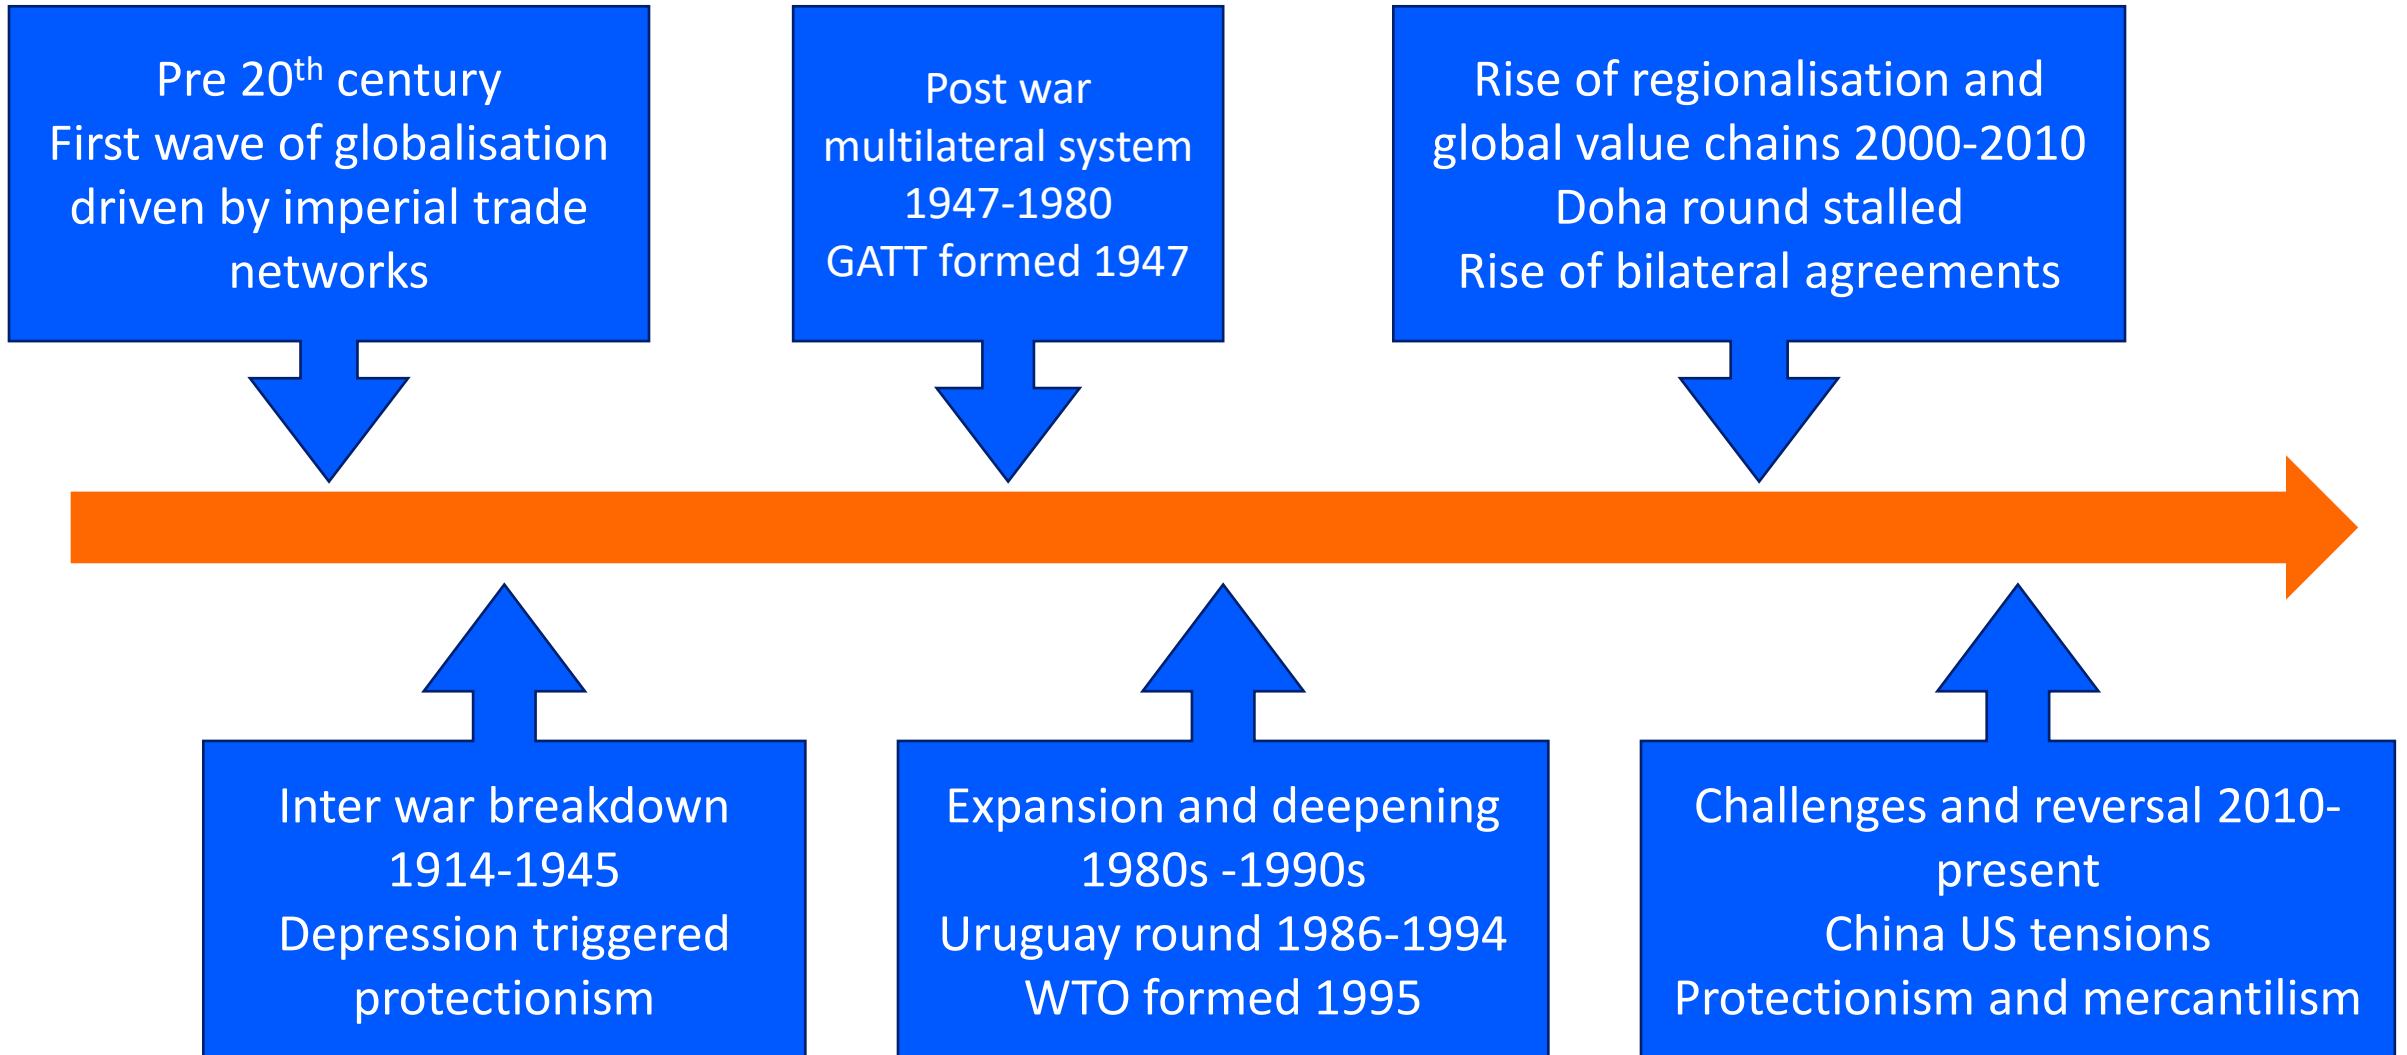 Pre 20th century
First wave of globalisation
driven by imperial trade
networks
Post war
multilateral system
1947-1980
GATT formed 1947
Rise of regionalisation and
global value chains 2000-2010
Doha round stalled
Rise of bilateral agreements
Inter war breakdown
1914-1945
Depression triggered
protectionism
Expansion and deepening
1980s -1990s
Uruguay round 1986-1994
WTO formed 1995
Challenges and reversal 2010-
present
China US tensions
Protectionism and mercantilism